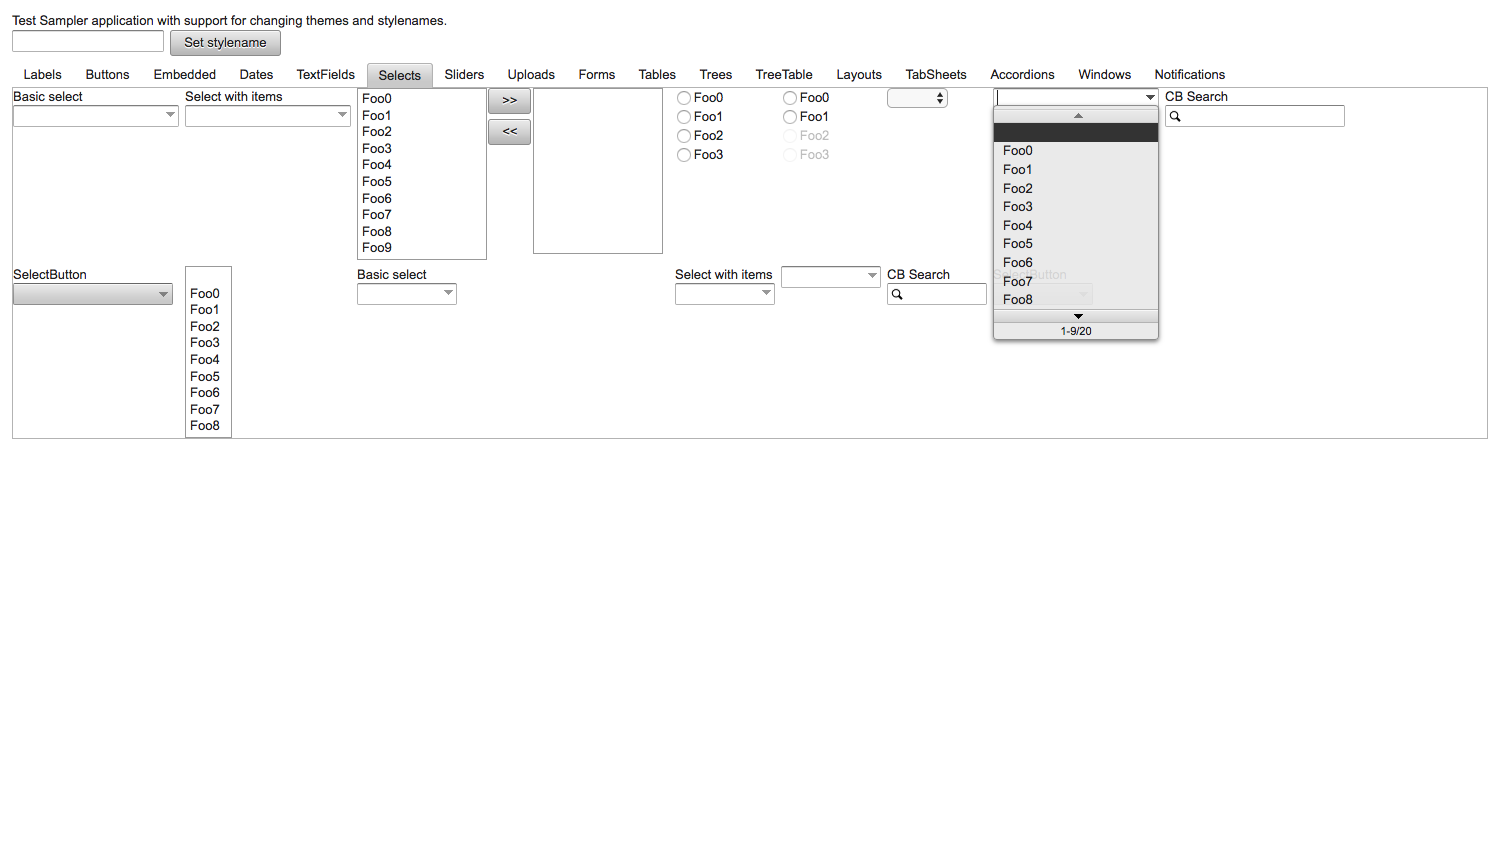 Test Sampler application with support for changing themes and stylenames.
Set stylename
Labels Buttons Embedded Dates TextFields Selects Sliders Uploads Forms Tables Trees TreeTable Layouts TabSheets Accordions Windows Notifications
Basic select
Select with items
Foo0
Foo1
Foo2
Foo3
Foo4
Foo5
Foo6
Foo7
Foo8
Foo9
>>
<<
Foo0
Foo1
Foo2
Foo3
Foo0
Foo1
Foo2
Foo3
Foo0
Foo1
Foo2
Foo3
Foo4
Foo5
Foo6
Foo7
Foo8
1-9/20
CB Search
SelectButton
Foo0
Foo1
Foo2
Foo3
Foo4
Foo5
Foo6
Foo7
Foo8
Basic select
Select with items
CB Search
SelectButton